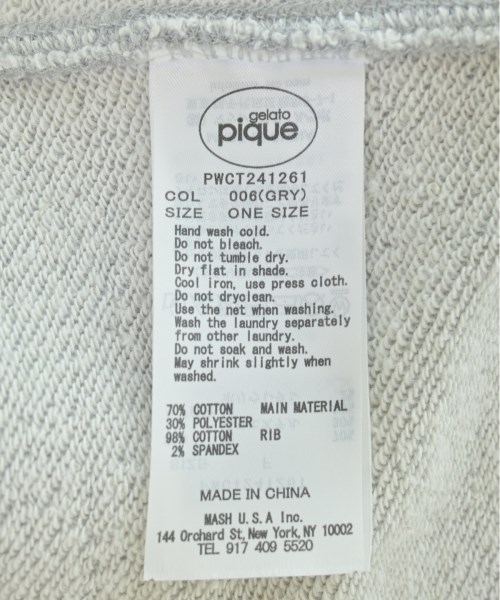 gelato
pique
PWCT241261
COL 006(GRY)
SIZE ONE SIZE
Hand wash cold.
Do not bleach.
Do not tumble dry.
Dry flat in shade.
Cool iron, use press cloth.
Do not dryclean.
Use the net when washing.
Wash the laundry separately
from other laundry.
Do not soak and wash.
May shrink slightly when
washed.
70% COTTON MAIN MATERIAL
30% POLYESTER
98% COTTON RIB
2% SPANDEX
MADE IN CHINA
MASH U.S.A Inc.
144 Orchard St, New York, NY 10002
TEL 917 409 5520